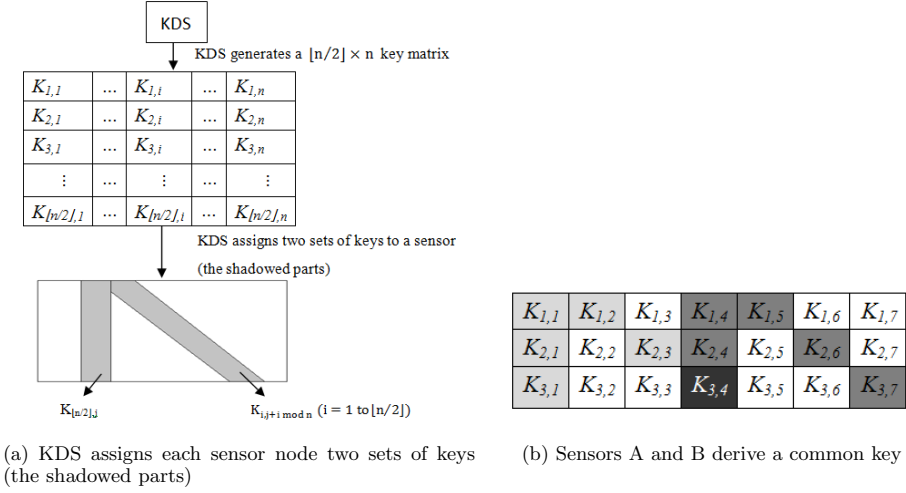 KDS
KDS generates a ⌊n/2⌋ × n key matrix
K1,1 ... K1,i ... K1,n
K2,1 ... K2,i ... K2,n
K3,1 ... K3,i ... K3,n
⋮ ... ⋮ ... ⋮
K⌊n/2⌋,1 ... K⌊n/2⌋,i ... K⌊n/2⌋,n
KDS assigns two sets of keys to a sensor
(the shadowed parts)
K⌊n/2⌋,j
Ki,j+i mod n (i = 1 to ⌊n/2⌋)
(a) KDS assigns each sensor node two sets of keys
(the shadowed parts)
K1,1 K1,2 K1,3 K1,4 K1,5 K1,6 K1,7
K2,1 K2,2 K2,3 K2,4 K2,5 K2,6 K2,7
K3,1 K3,2 K3,3 K3,4 K3,5 K3,6 K3,7
(b) Sensors A and B derive a common key